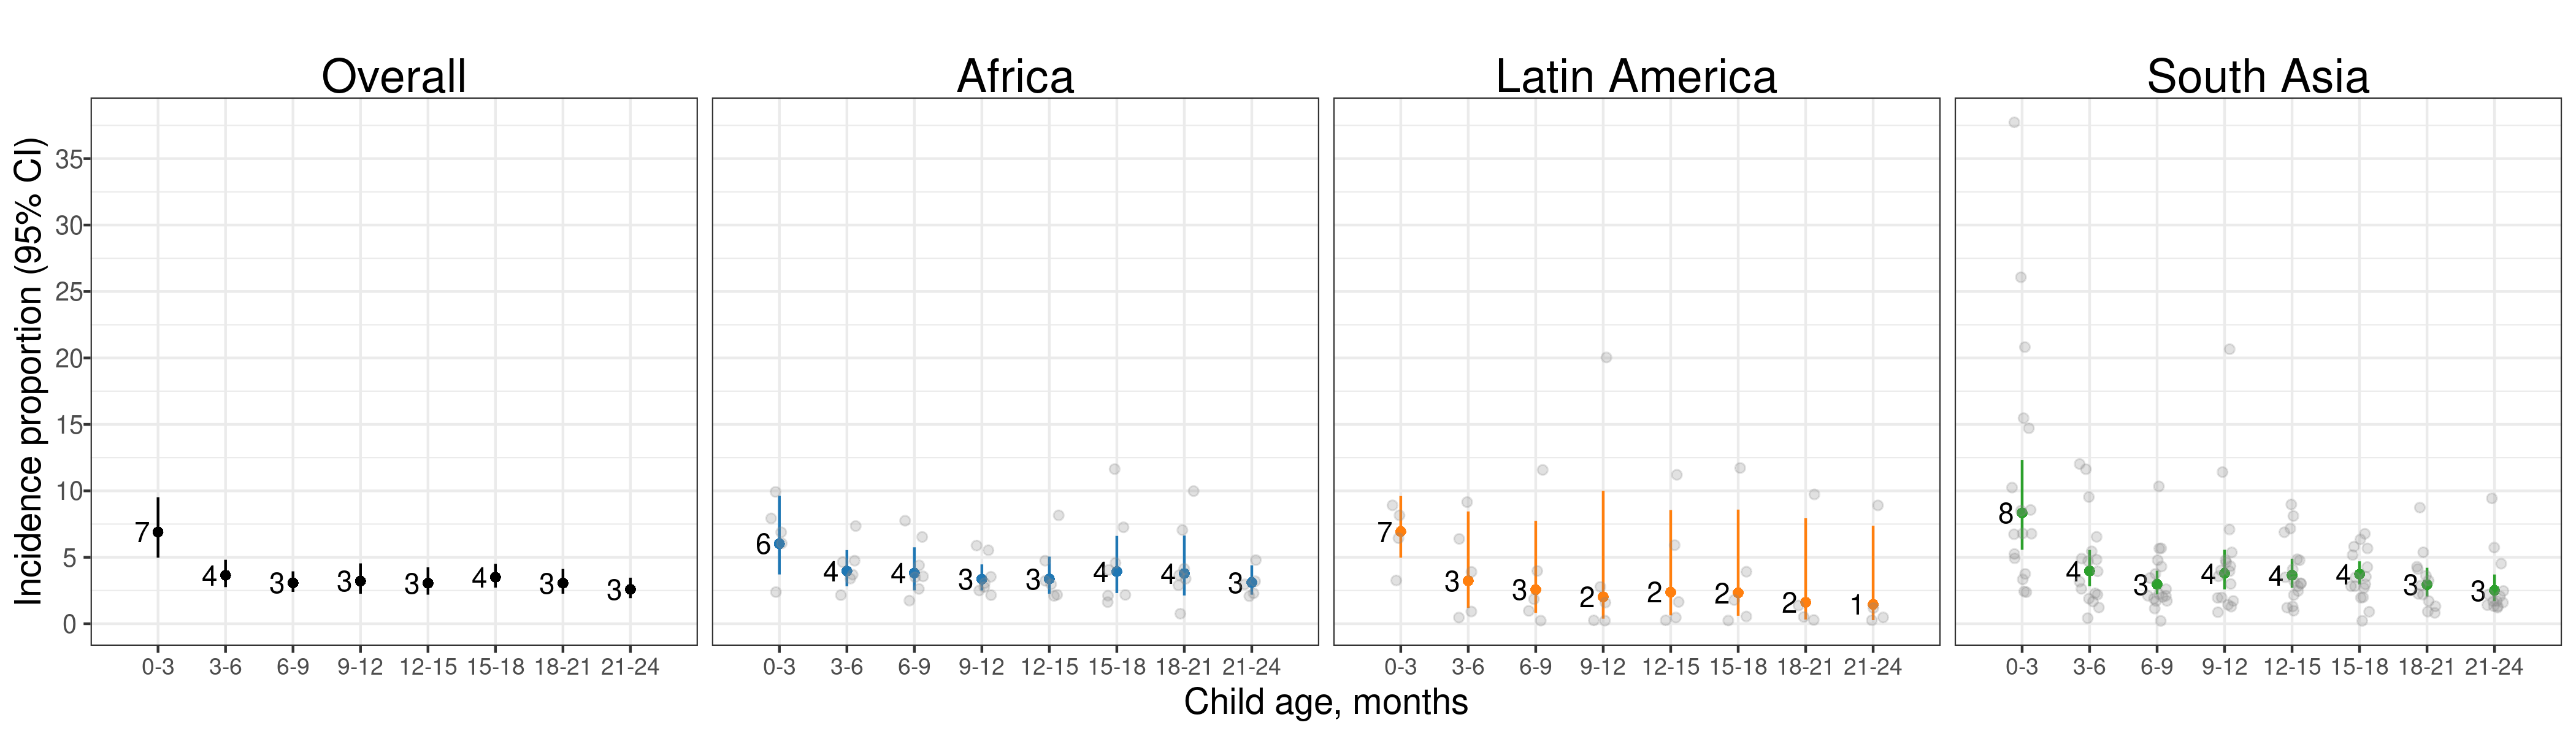 Overall Africa Latin America South Asia
Incidence proportion (95% CI)
35
30
25
20
15
10
5
0
7 4 3 3 3 4 3 3
6 4 4 3 3 4 4 3
7 3 3 2 2 2 2 1
8 4 3 4 4 4 3 3
0-3 3-6 6-9 9-12 12-15 15-18 18-21 21-24 0-3 3-6 6-9 9-12 12-15 15-18 18-21 21-24 0-3 3-6 6-9 9-12 12-15 15-18 18-21 21-24 0-3 3-6 6-9 9-12 12-15 15-18 18-21 21-24
Child age, months